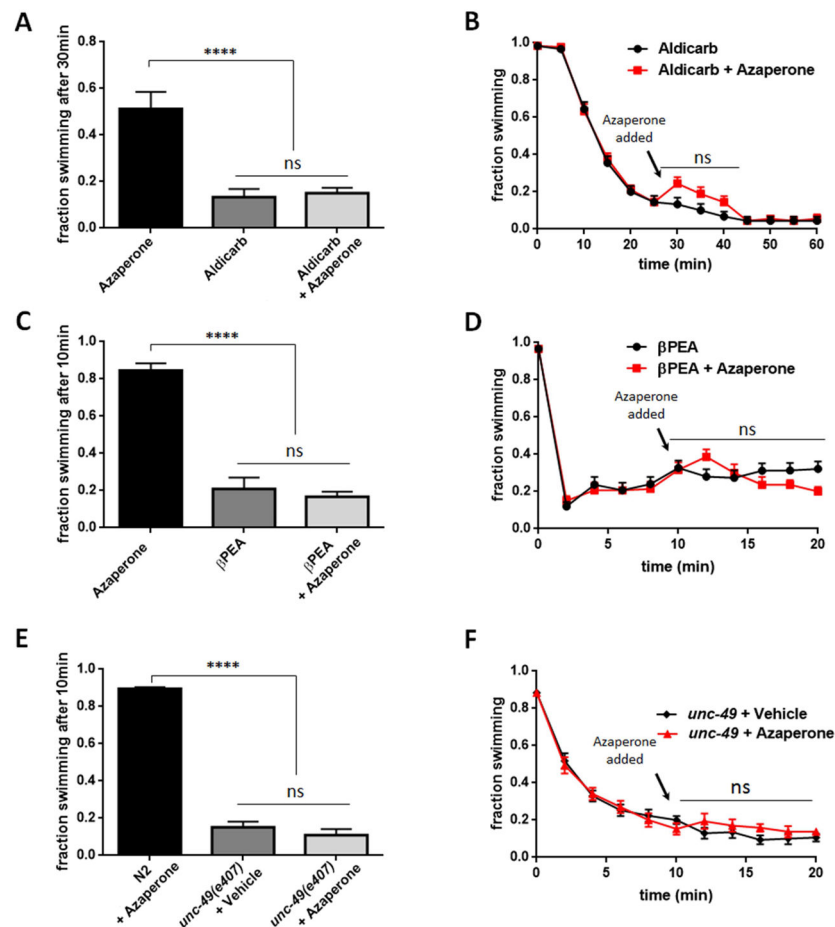 A
fraction swimming after 30min
0.8
0.6
0.4
0.2
0.0
****
ns
Azaperone
Aldicarb
Aldicarb
+ Azaperone
B
fraction swimming
1.0
0.8
0.6
0.4
0.2
0.0
Aldicarb
Aldicarb + Azaperone
Azaperone
added
ns
0 10 20 30 40 50 60
time (min)
C
fraction swimming after 10min
1.0
0.8
0.6
0.4
0.2
0.0
****
ns
Azaperone
βPEA
βPEA
+ Azaperone
D
fraction swimming
1.0
0.8
0.6
0.4
0.2
0.0
βPEA
βPEA + Azaperone
Azaperone
added
ns
0 5 10 15 20
time (min)
E
fraction swimming after 10min
1.0
0.8
0.6
0.4
0.2
0.0
****
ns
N2
+ Azaperone
unc-49(e407)
+ Vehicle
unc-49(e407)
+ Azaperone
F
fraction swimming
1.0
0.8
0.6
0.4
0.2
0.0
unc-49 + Vehicle
unc-49 + Azaperone
Azaperone
added
ns
0 5 10 15 20
time (min)